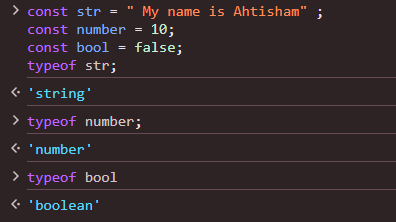 > const str = " My name is Ahtisham" ;
const number = 10;
const bool = false;
typeof str;
<· 'string'
> typeof number;
<· 'number'
> typeof bool
<· 'boolean'